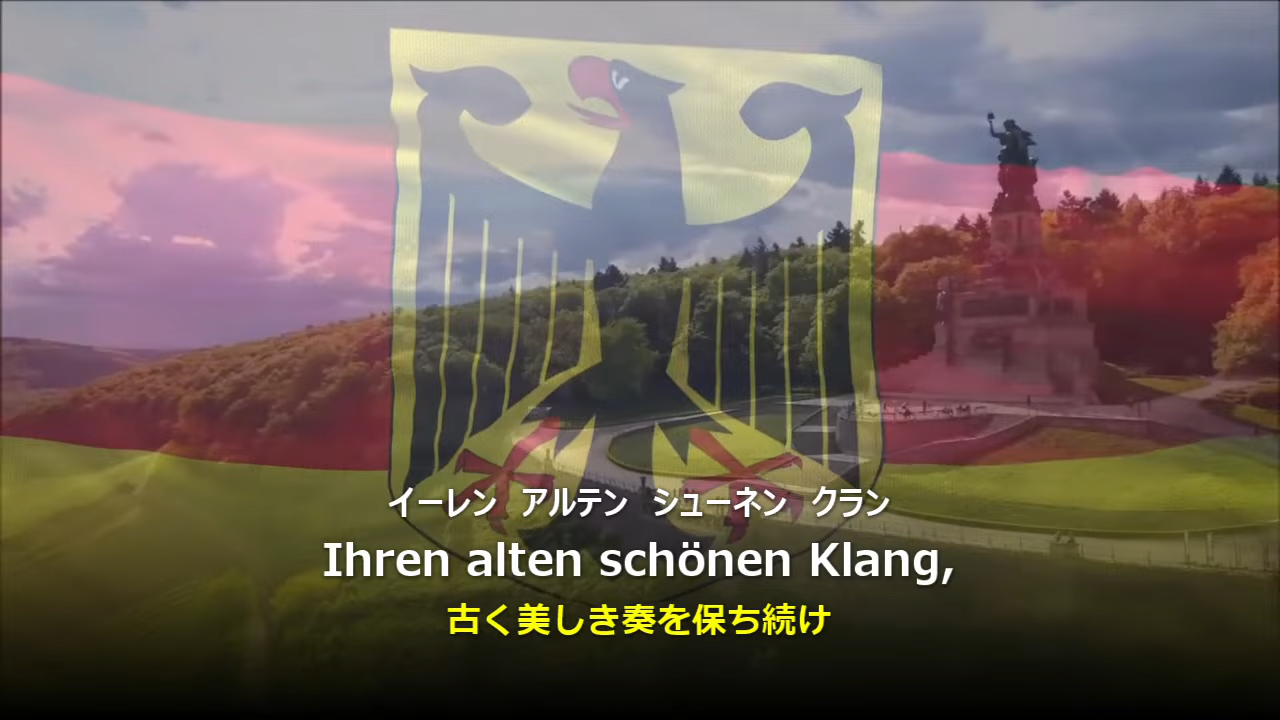 イーレン　アルテン　シューネン　クラン
Ihren alten schönen Klang,
古く美しき奏を保ち続け